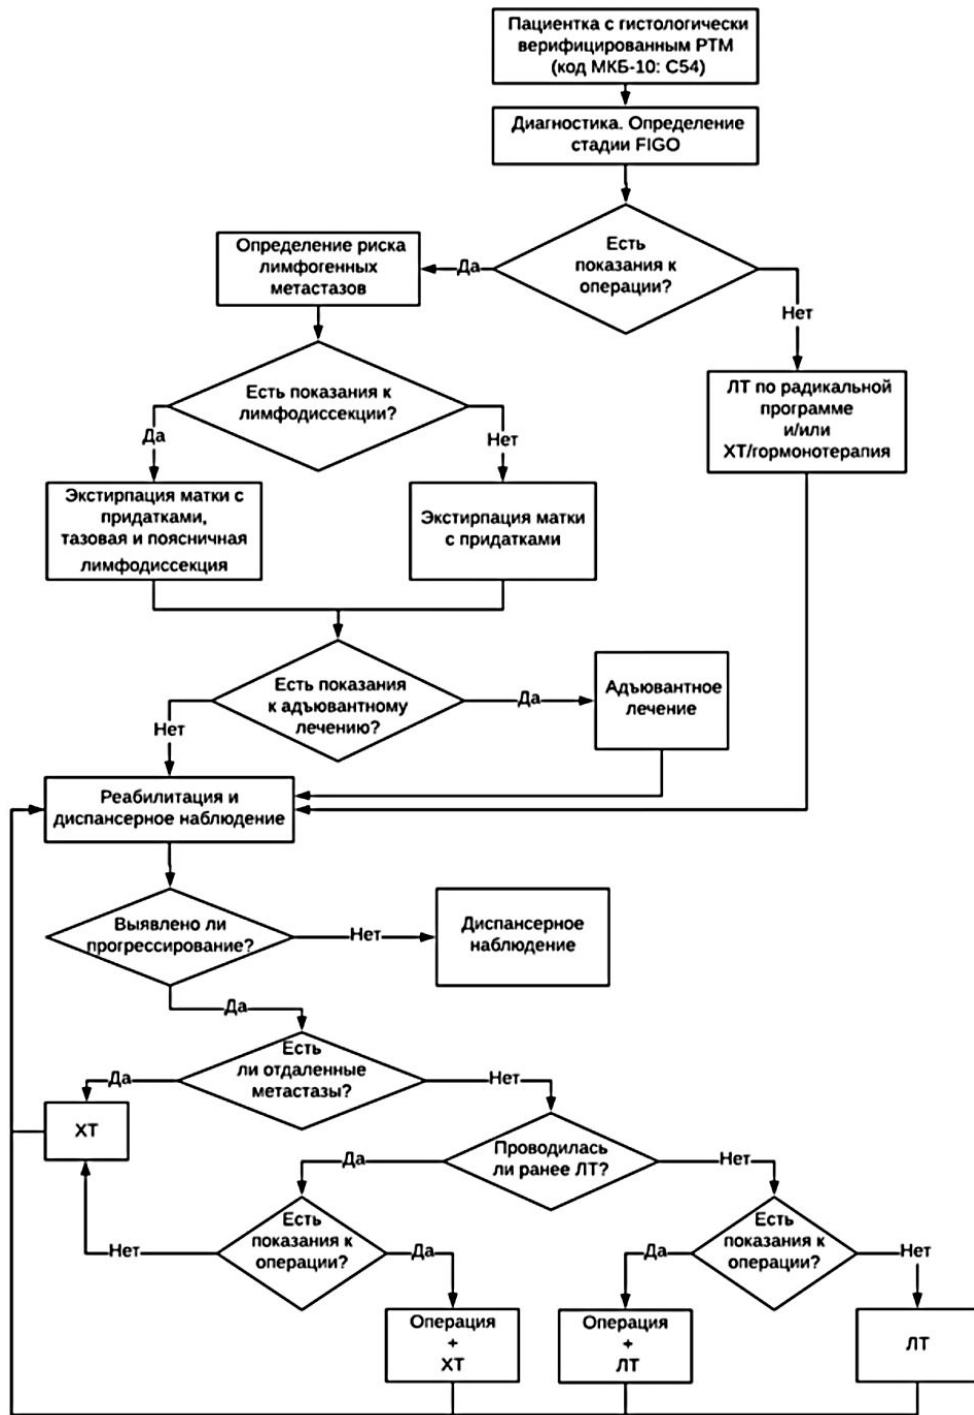 Пациентка с гистологически
верифицированным РТМ
(код МКБ-10: С54)
Диагностика. Определение
стадии FIGO
Есть
показания к
операции?
Да
Нет
Определение риска
лимфогенных
метастазов
Есть показания к
лимфодиссекции?
Да
Нет
ЛТ по радикальной
программе
и/или
ХТ/гормонотерапия
Экстирпация матки с
придатками,
тазовая и поясничная
лимфодиссекция
Экстирпация матки
с придатками
Есть показания
к адъювантному
лечению?
Да
Нет
Адъювантное
лечение
Реабилитация и
диспансерное наблюдение
Выявлено ли
прогрессирование?
Нет
Диспансерное
наблюдение
Да
Есть
ли отдаленные
метастазы?
Да
Нет
ХТ
Проводилась
ли ранее ЛТ?
Да
Нет
Есть
показания к
операции?
Нет
Да
Есть
показания к
операции?
Да
Нет
Операция
+
ХТ
Операция
+
ЛТ
ЛТ